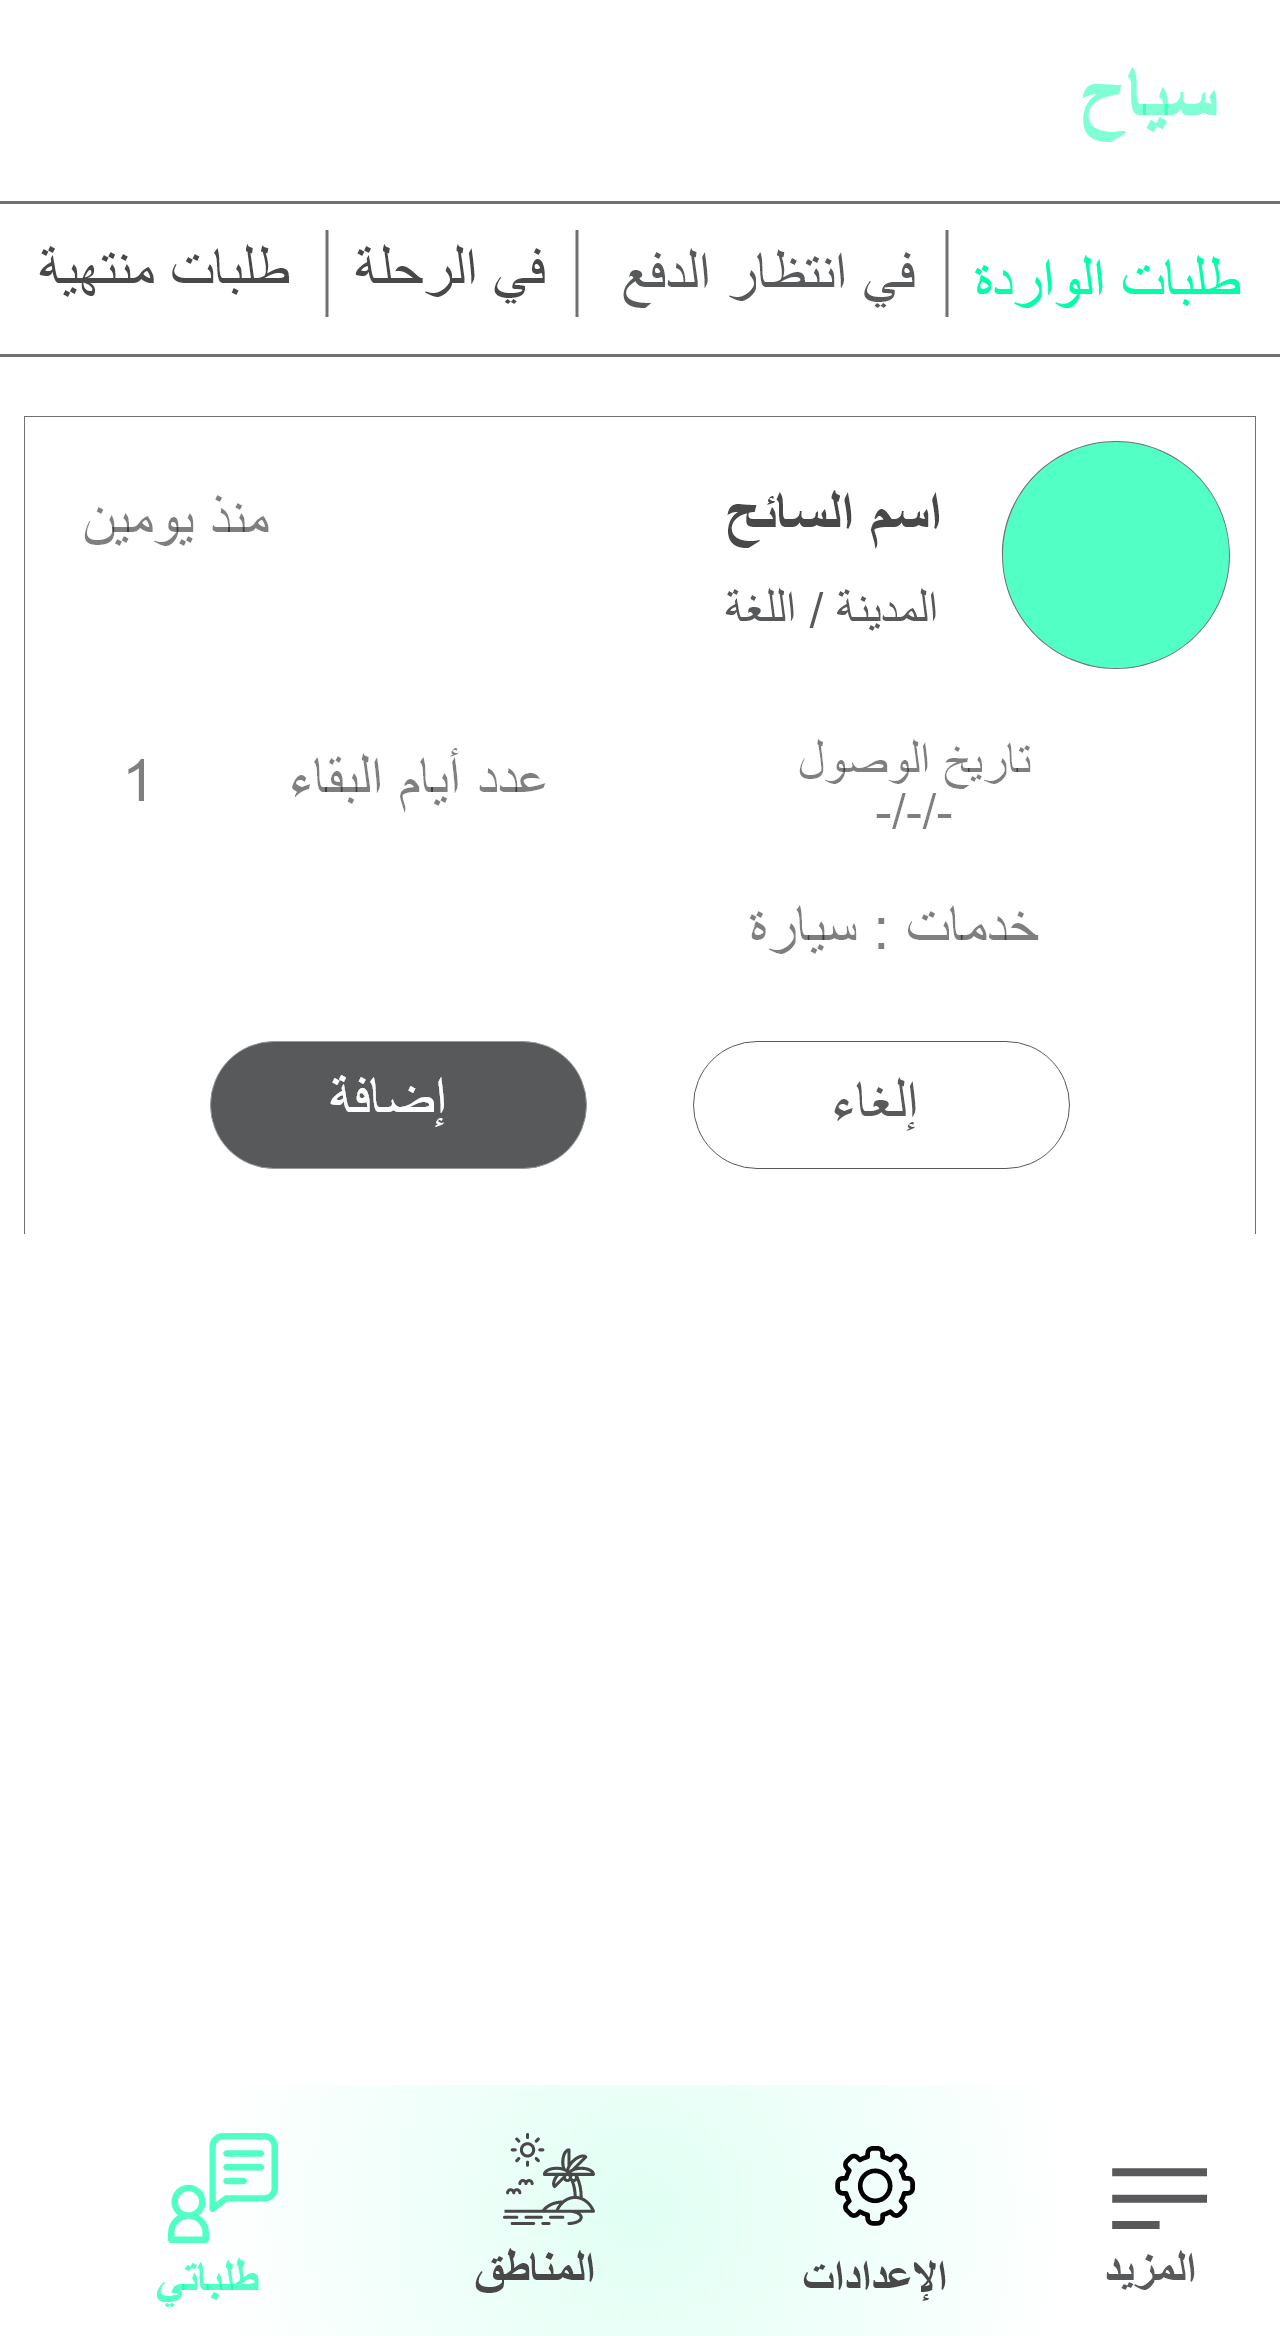 سياح
طلبات الواردة
في انتظار الدفع
في الرحلة
طلبات منتهية
اسم السائح
منذ يومين
المدينة / اللغة
تاريخ الوصول
-/-/-
عدد أيام البقاء
1
خدمات : سيارة
إلغاء
إضافة
المزيد
الإعدادات
المناطق
طلباتي